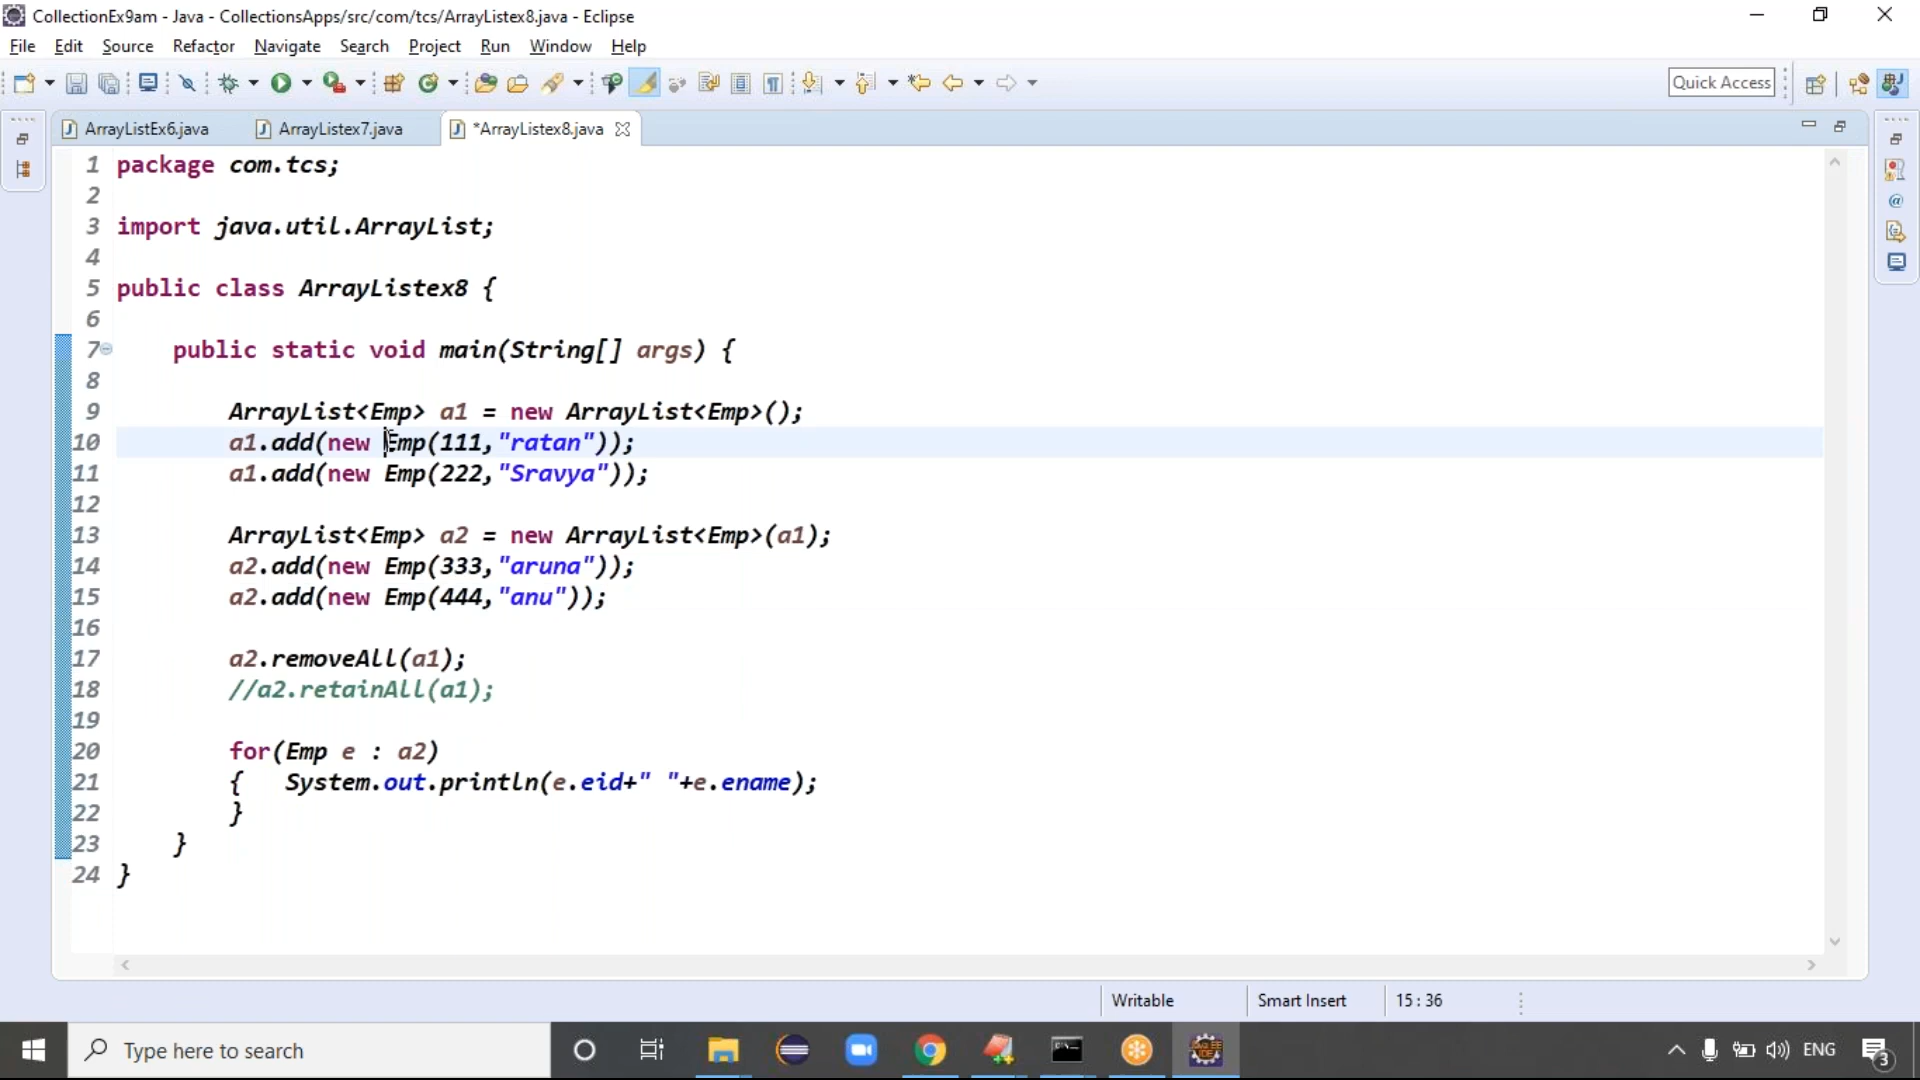 CollectionEx9am - Java - CollectionsApps/src/com/tcs/ArrayListex8.java - Eclipse
File Edit Source Refactor Navigate Search Project Run Window Help
Quick Access
ArrayListEx6.java ArrayListex7.java *ArrayListex8.java
1 package com.tcs;
2
3 import java.util.ArrayList;
4
5 public class ArrayListex8 {
6
7 public static void main(String[] args) {
8
9 ArrayList<Emp> a1 = new ArrayList<Emp>();
10 a1.add(new Emp(111,"ratan"));
11 a1.add(new Emp(222,"Sravya"));
12
13 ArrayList<Emp> a2 = new ArrayList<Emp>(a1);
14 a2.add(new Emp(333,"aruna"));
15 a2.add(new Emp(444,"anu"));
16
17 a2.removeAll(a1);
18 //a2.retainAll(a1);
19
20 for(Emp e : a2)
21 { System.out.println(e.eid+" "+e.ename);
22 }
23 }
24 }
Writable Smart Insert 15 : 36
Type here to search
ENG
3